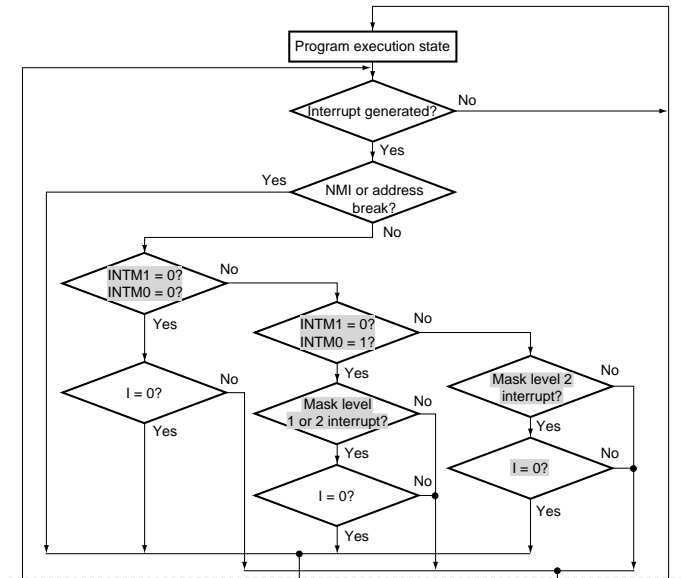 Program execution state
Interrupt generated?
No
Yes
Yes
NMI or address
break?
No
INTM1 = 0?
INTM0 = 0?
No
Yes
INTM1 = 0?
INTM0 = 1?
No
Yes
I = 0?
No
Yes
Mask level
1 or 2 interrupt?
No
Yes
Mask level 2
interrupt?
No
Yes
I = 0?
No
Yes
I = 0?
No
Yes